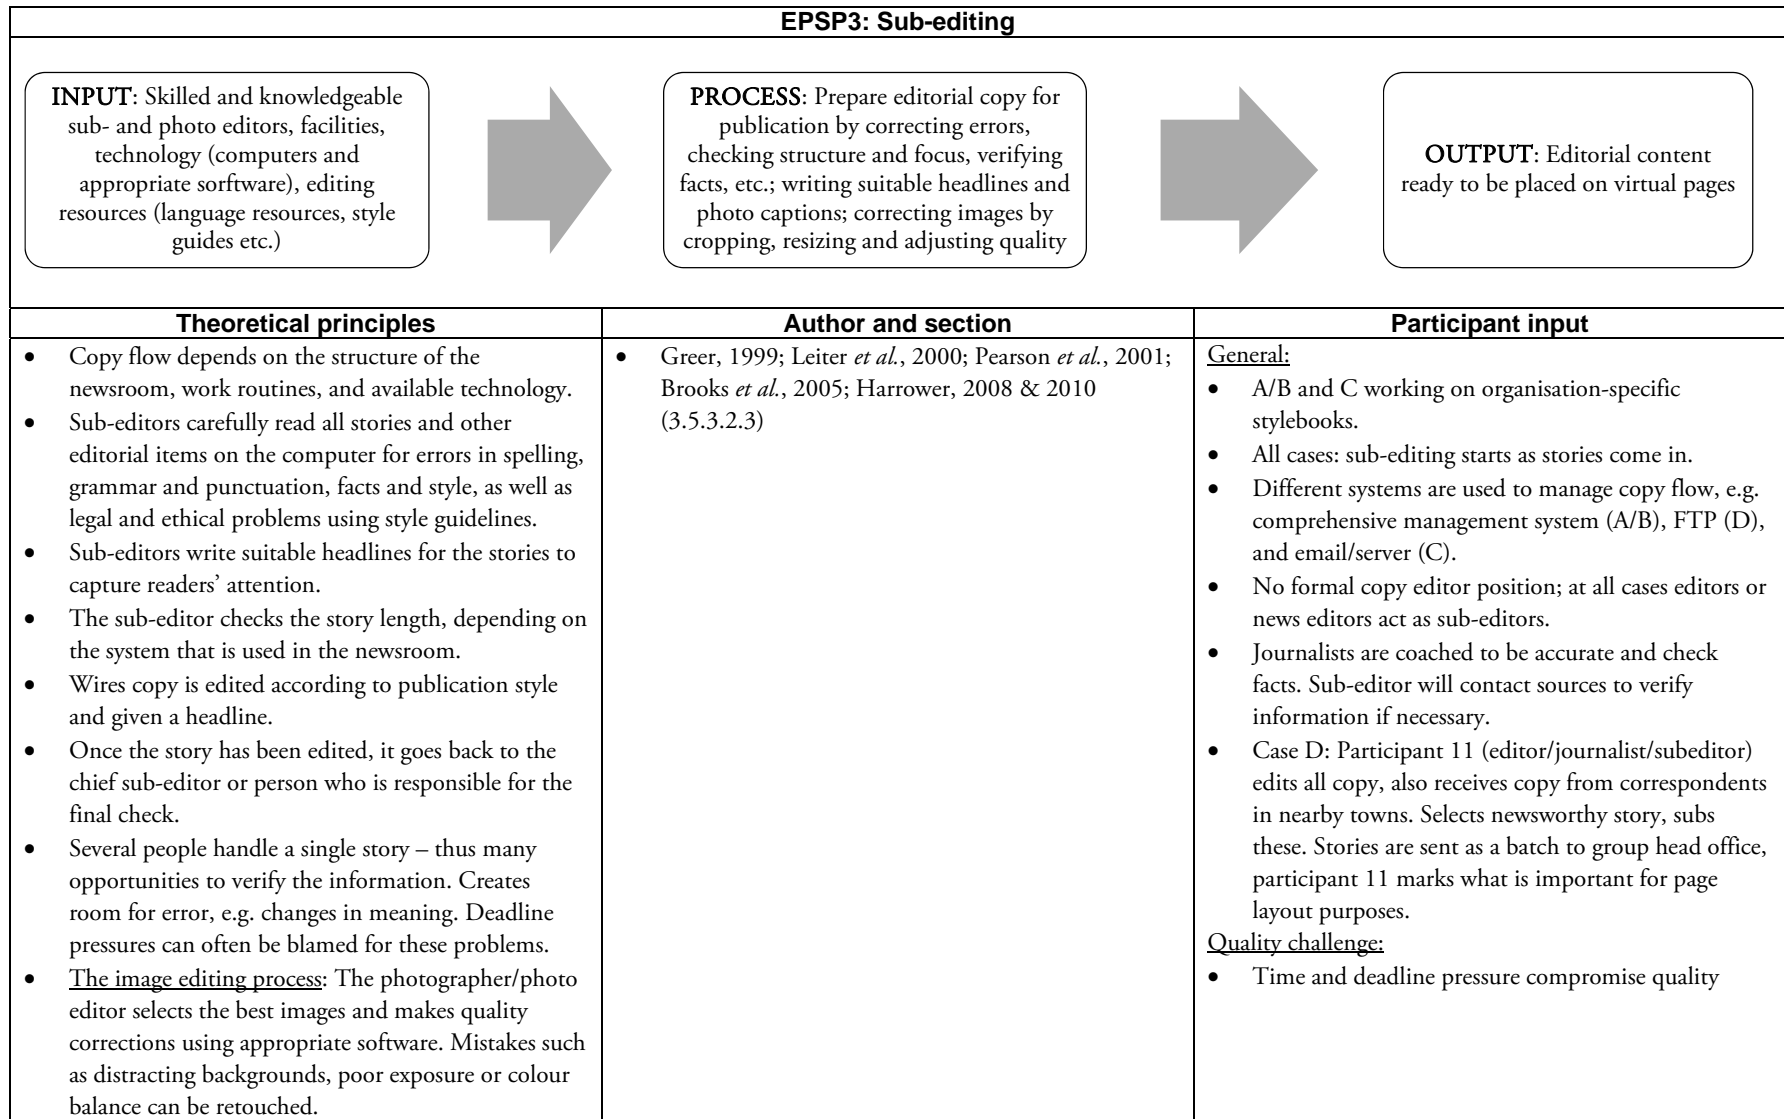 EPSP3: Sub-editing
INPUT: Skilled and knowledgeable
sub- and photo editors, facilities,
technology (computers and
appropriate sorftware), editing
resources (language resources, style
guides etc.)
PROCESS: Prepare editorial copy for
publication by correcting errors,
checking structure and focus, verifying
facts, etc.; writing suitable headlines and
photo captions; correcting images by
cropping, resizing and adjusting quality
OUTPUT: Editorial content
ready to be placed on virtual pages
Theoretical principles
• Copy flow depends on the structure of the
newsroom, work routines, and available technology.
• Sub-editors carefully read all stories and other
editorial items on the computer for errors in spelling,
grammar and punctuation, facts and style, as well as
legal and ethical problems using style guidelines.
• Sub-editors write suitable headlines for the stories to
capture readers’ attention.
• The sub-editor checks the story length, depending on
the system that is used in the newsroom.
• Wires copy is edited according to publication style
and given a headline.
• Once the story has been edited, it goes back to the
chief sub-editor or person who is responsible for the
final check.
• Several people handle a single story – thus many
opportunities to verify the information. Creates
room for error, e.g. changes in meaning. Deadline
pressures can often be blamed for these problems.
• The image editing process: The photographer/photo
editor selects the best images and makes quality
corrections using appropriate software. Mistakes such
as distracting backgrounds, poor exposure or colour
balance can be retouched.
Author and section
• Greer, 1999; Leiter et al., 2000; Pearson et al., 2001;
Brooks et al., 2005; Harrower, 2008 & 2010
(3.5.3.2.3)
Participant input
General:
• A/B and C working on organisation-specific
stylebooks.
• All cases: sub-editing starts as stories come in.
• Different systems are used to manage copy flow, e.g.
comprehensive management system (A/B), FTP (D),
and email/server (C).
• No formal copy editor position; at all cases editors or
news editors act as sub-editors.
• Journalists are coached to be accurate and check
facts. Sub-editor will contact sources to verify
information if necessary.
• Case D: Participant 11 (editor/journalist/subeditor)
edits all copy, also receives copy from correspondents
in nearby towns. Selects newsworthy story, subs
these. Stories are sent as a batch to group head office,
participant 11 marks what is important for page
layout purposes.
Quality challenge:
• Time and deadline pressure compromise quality